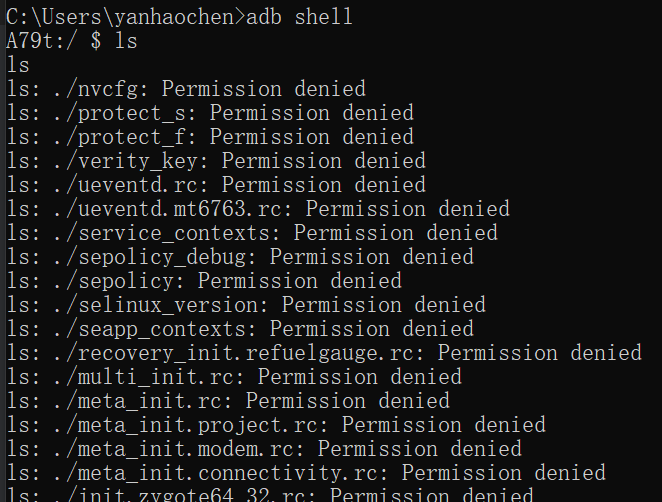 C:\Users\yanhaochen>adb shell
A79t:/ $ ls
ls
ls: ./nvcfg: Permission denied
ls: ./protect_s: Permission denied
ls: ./protect_f: Permission denied
ls: ./verity_key: Permission denied
ls: ./ueventd.rc: Permission denied
ls: ./ueventd.mt6763.rc: Permission denied
ls: ./service_contexts: Permission denied
ls: ./sepolicy_debug: Permission denied
ls: ./sepolicy: Permission denied
ls: ./selinux_version: Permission denied
ls: ./seapp_contexts: Permission denied
ls: ./recovery_init.refuelgauge.rc: Permission denied
ls: ./multi_init.rc: Permission denied
ls: ./meta_init.rc: Permission denied
ls: ./meta_init.project.rc: Permission denied
ls: ./meta_init.modem.rc: Permission denied
ls: ./meta_init.connectivity.rc: Permission denied
ls: ./init.zygote64_32.rc: Permission denied